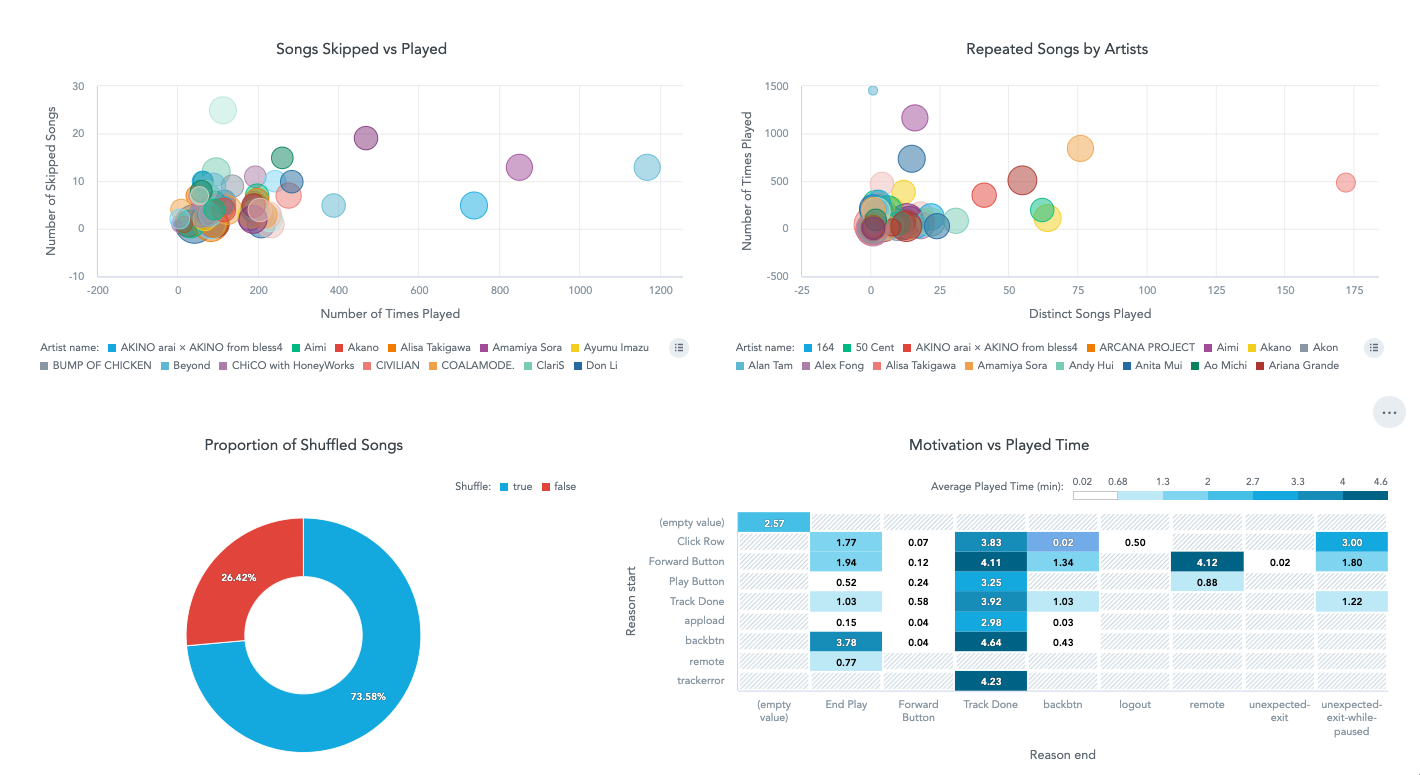 Songs Skipped vs Played
Number of Skipped Songs
30
20
10
0
-10
-200 0 200 400 600 800 1000 1200
Number of Times Played
Artist name: AKINO arai × AKINO from bless4 Aimi Akano Alisa Takigawa Amamiya Sora Ayumu Imazu
BUMP OF CHICKEN Beyond CHiCO with HoneyWorks CIVILIAN COALAMODE. ClariS Don Li
Repeated Songs by Artists
Number of Times Played
1500
1000
500
0
-500
-25 0 25 50 75 100 125 150 175
Distinct Songs Played
Artist name: 164 50 Cent AKINO arai × AKINO from bless4 ARCANA PROJECT Aimi Akano Akon
Alan Tam Alex Fong Alisa Takigawa Amamiya Sora Andy Hui Anita Mui Ao Michi Ariana Grande
Proportion of Shuffled Songs
Shuffle: true false
26.42%
73.58%
Motivation vs Played Time
Average Played Time (min): 0.02 0.68 1.3 2 2.7 3.3 4 4.6
Reason start
(empty value) 2.57
Click Row 1.77 0.07 3.83 0.02 0.50 3.00
Forward Button 1.94 0.12 4.11 1.34 4.12 0.02 1.80
Play Button 0.52 0.24 3.25 0.88
Track Done 1.03 0.58 3.92 1.03 1.22
appload 0.15 0.04 2.98 0.03
backbtn 3.78 0.04 4.64 0.43
remote 0.77
trackerror 4.23
(empty End Play Forward Track Done backbtn logout remote unexpected- unexpected-
value) Button exit exit-while-
paused
Reason end